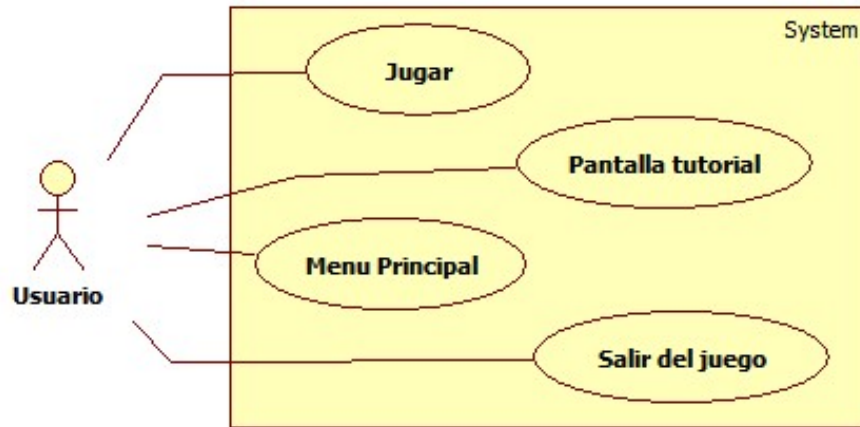 System
Jugar
Pantalla tutorial
Menu Principal
Usuario
Salir del juego